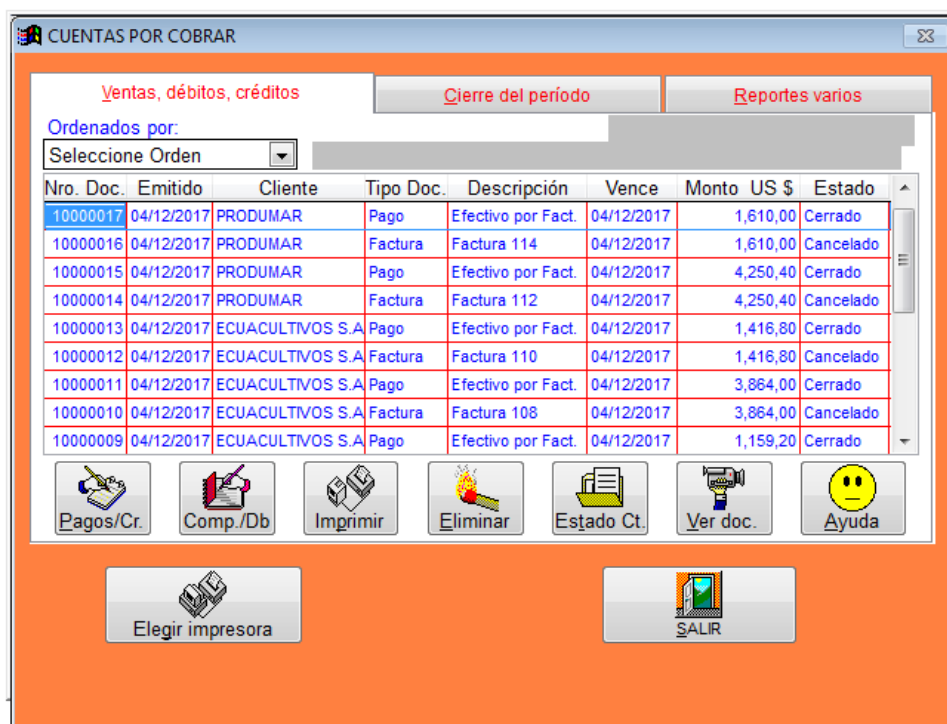 CUENTAS POR COBRAR
Ventas, débitos, créditos Cierre del período Reportes varios
Ordenados por:
Seleccione Orden
Nro. Doc. Emitido Cliente Tipo Doc. Descripción Vence Monto US $ Estado
10000017 04/12/2017 PRODUMAR Pago Efectivo por Fact. 04/12/2017 1,610,00 Cerrado
10000016 04/12/2017 PRODUMAR Factura Factura 114 04/12/2017 1,610,00 Cancelado
10000015 04/12/2017 PRODUMAR Pago Efectivo por Fact. 04/12/2017 4,250,40 Cerrado
10000014 04/12/2017 PRODUMAR Factura Factura 112 04/12/2017 4,250,40 Cancelado
10000013 04/12/2017 ECUACULTIVOS S.A Pago Efectivo por Fact. 04/12/2017 1,416,80 Cerrado
10000012 04/12/2017 ECUACULTIVOS S.A Factura Factura 110 04/12/2017 1,416,80 Cancelado
10000011 04/12/2017 ECUACULTIVOS S.A Pago Efectivo por Fact. 04/12/2017 3,864,00 Cerrado
10000010 04/12/2017 ECUACULTIVOS S.A Factura Factura 108 04/12/2017 3,864,00 Cancelado
10000009 04/12/2017 ECUACULTIVOS S.A Pago Efectivo por Fact. 04/12/2017 1,159,20 Cerrado
Pagos/Cr. Comp./Db Imprimir Eliminar Estado Ct. Ver doc. Ayuda
Elegir impresora SALIR